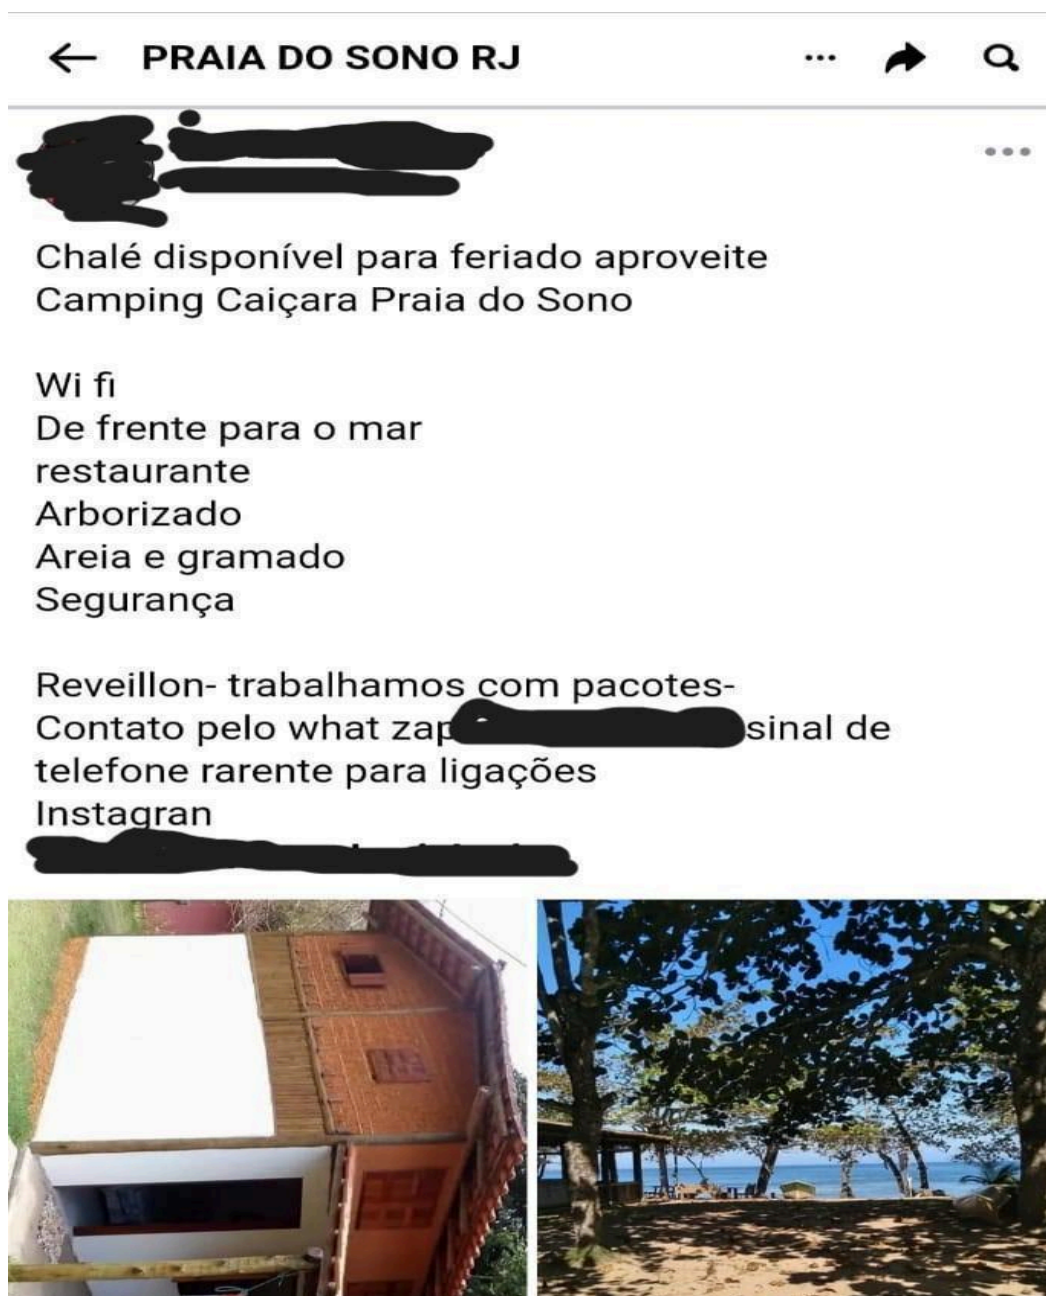 PRAIA DO SONO RJ
Chalé disponível para feriado aproveite
Camping Caiçara Praia do Sono
Wi fi
De frente para o mar
restaurante
Arborizado
Areia e gramado
Segurança
Reveillon- trabalhamos com pacotes-
Contato pelo what zap sinal de
telefone rarente para ligações
Instagran